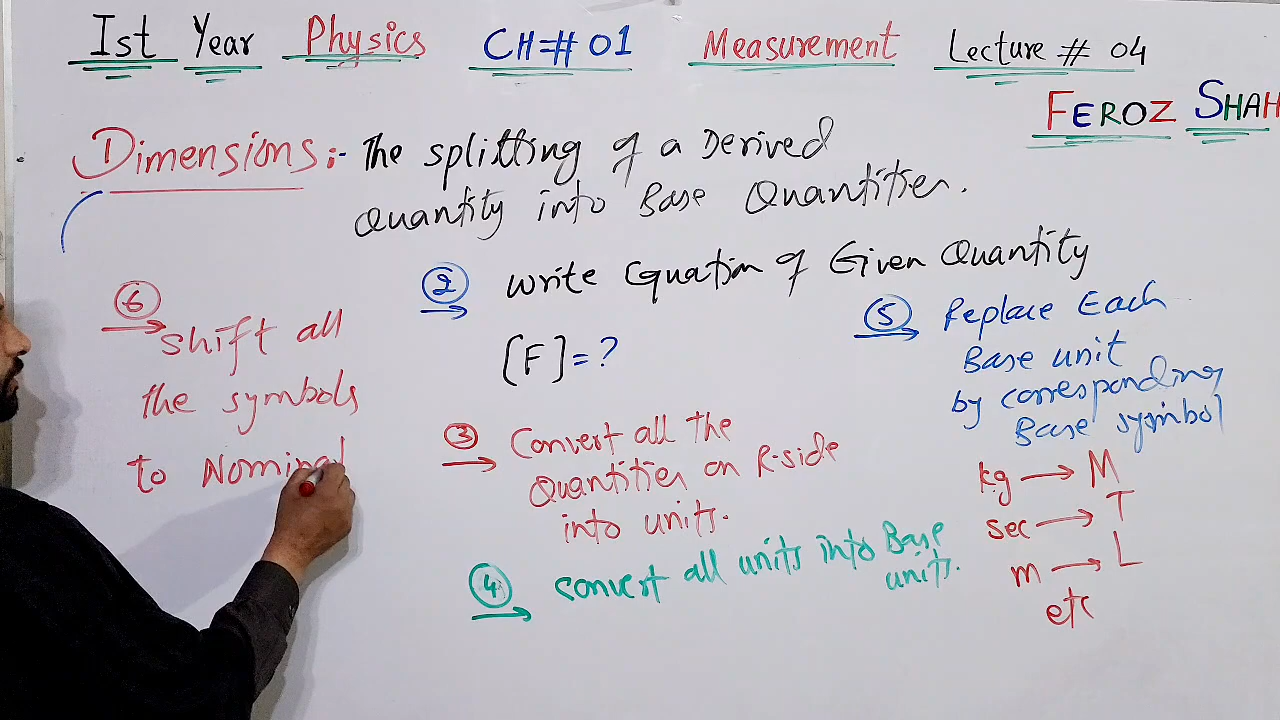 Ist Year Physics CH#01 Measurement Lecture # 04
FEROZ SHAH
Dimensions:- The splitting of a Derived
Quantity into Base Quantities.
② Write Equation of Given Quantity
[F]=?
③ Convert all the
Quantities on R-side
into units.
④ convert all units into Base
units.
⑤ Replace Each
Base unit
by corresponding
Base symbol
kg → M
sec → T
m → L
etc
⑥ shift all
the symbols
to